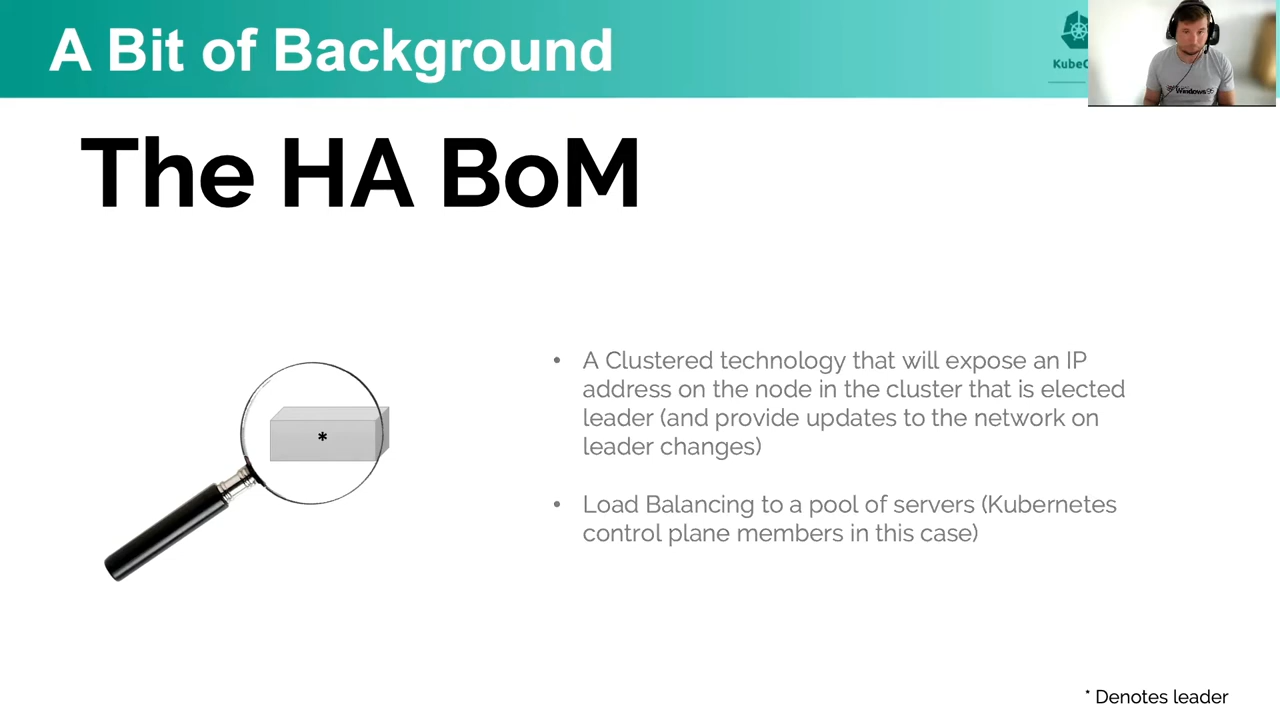 A Bit of Background
The HA BoM
*
• A Clustered technology that will expose an IP
address on the node in the cluster that is elected
leader (and provide updates to the network on
leader changes)
• Load Balancing to a pool of servers (Kubernetes
control plane members in this case)
* Denotes leader
Windows 95